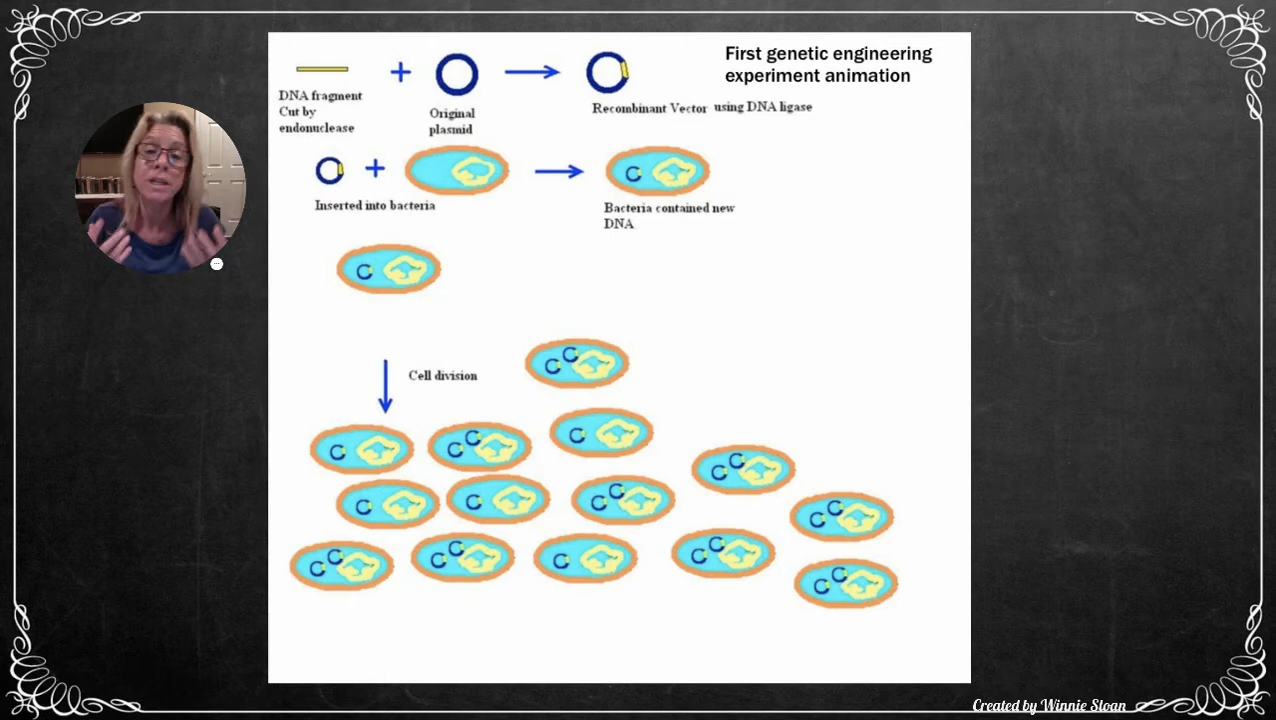 First genetic engineering
experiment animation
DNA fragment
Cut by
endonuclease
Original
plasmid
Recombinant Vector using DNA ligase
Inserted into bacteria
Bacteria contained new
DNA
Cell division
Created by Winnie Sloan